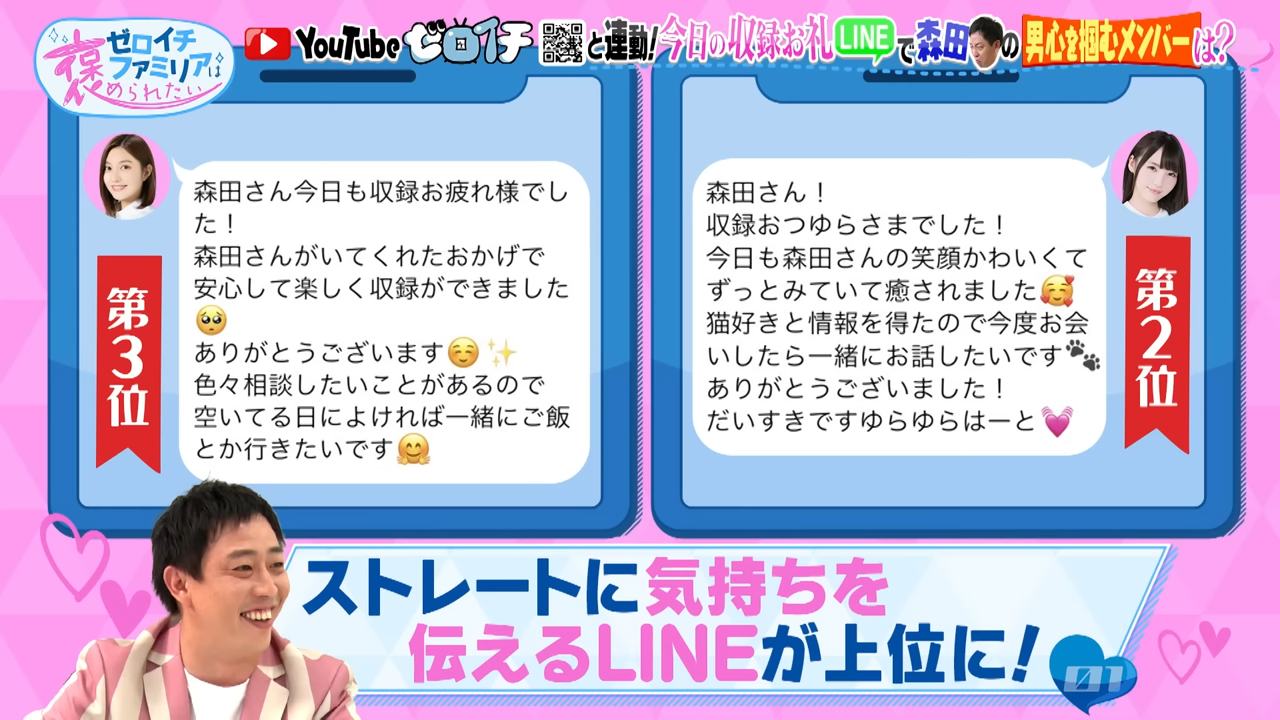 ゼロイチ
ファミリアは
褒められたい
YouTube ゼロイチ と連動!今日の収録お礼LINEで森田の男心を掴むメンバーは?
森田さん今日も収録お疲れ様でし
た!
森田さんがいてくれたおかげで
安心して楽しく収録ができました
🥺
ありがとうございます☺️✨
色々相談したいことがあるので
空いてる日によければ一緒にご飯
とか行きたいです🤗
第3位
森田さん!
収録おつゆらさまでした!
今日も森田さんの笑顔かわいくて
ずっとみていて癒されました🥰
猫好きと情報を得たので今度お会
いしたら一緒にお話したいです🐾
ありがとうございました!
だいすきですゆらゆらはーと💓
第2位
ストレートに気持ちを
伝えるLINEが上位に!
01